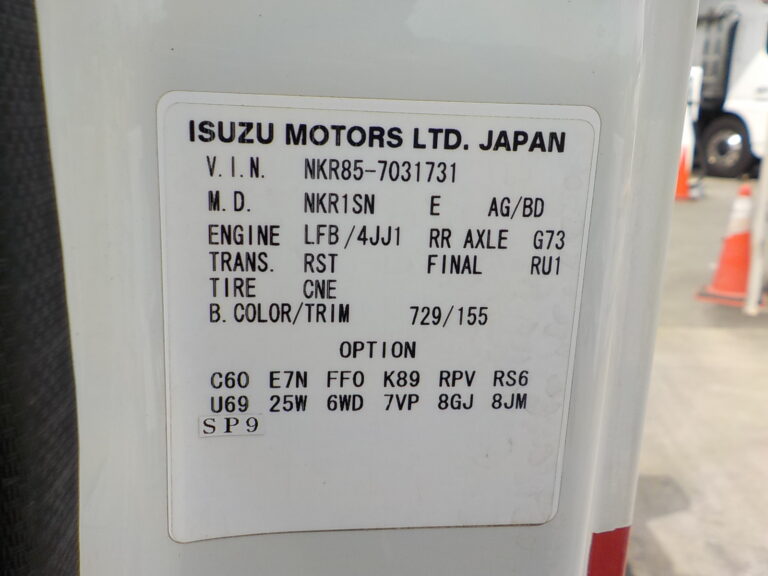 ISUZU MOTORS LTD. JAPAN
V.I.N. NKR85-7031731
M.D. NKR1SN E AG/BD
ENGINE LFB/4JJ1 RR AXLE G73
TRANS. RST FINAL RU1
TIRE CNE
B.COLOR/TRIM 729/155
OPTION
C60 E7N FF0 K89 RPV RS6
U69 25W 6WD 7VP 8GJ 8JM
SP9